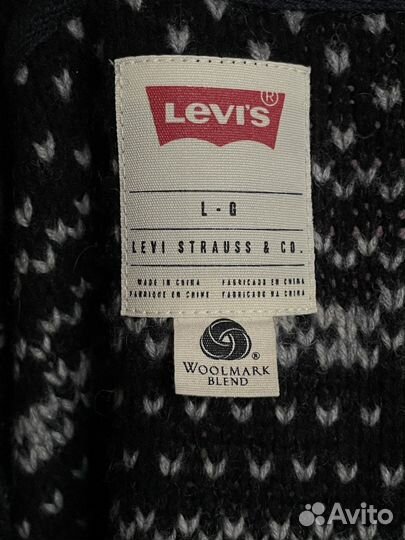 Levi's®
L - G
LEVI STRAUSS & CO.
MADE IN CHINA FABRICADO EN CHINA
FABRIQUE EN CHINE FABRICADO NA CHINA
®
WOOLMARK
BLEND
Avito